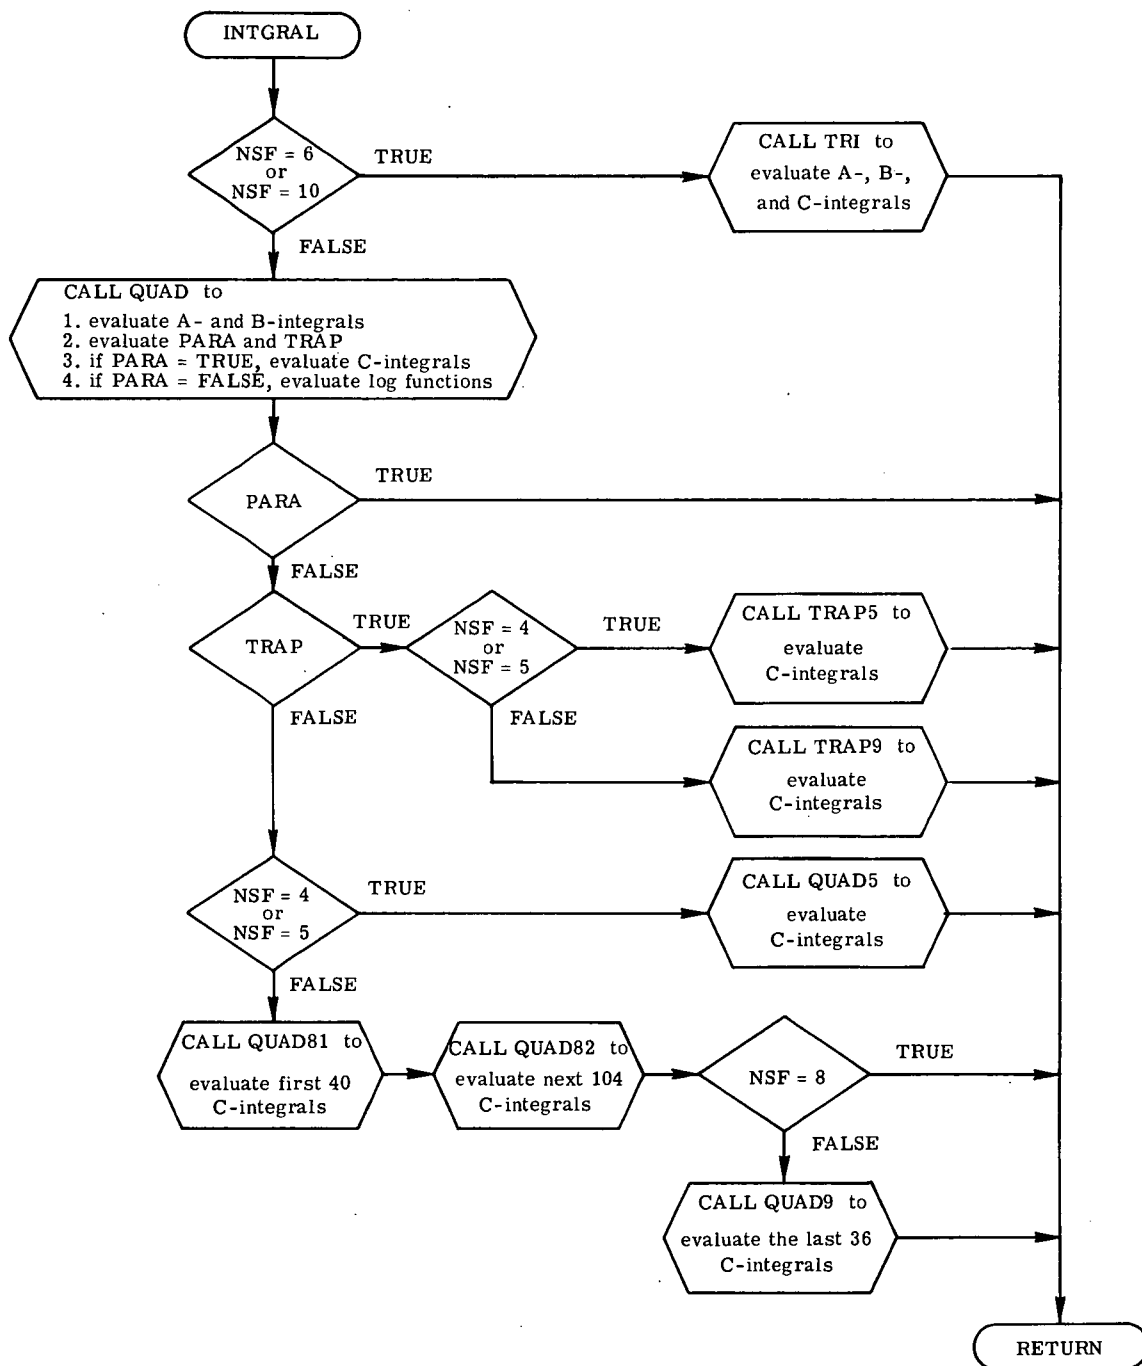 INTGRAL
NSF = 6
or
NSF = 10
TRUE
CALL TRI to
evaluate A-, B-,
and C-integrals
FALSE
CALL QUAD to
1. evaluate A- and B-integrals
2. evaluate PARA and TRAP
3. if PARA = TRUE, evaluate C-integrals
4. if PARA = FALSE, evaluate log functions
PARA
TRUE
FALSE
TRAP
TRUE
NSF = 4
or
NSF = 5
TRUE
CALL TRAP5 to
evaluate
C-integrals
FALSE
FALSE
CALL TRAP9 to
evaluate
C-integrals
NSF = 4
or
NSF = 5
TRUE
CALL QUAD5 to
evaluate
C-integrals
FALSE
CALL QUAD81 to
evaluate first 40
C-integrals
CALL QUAD82 to
evaluate next 104
C-integrals
NSF = 8
TRUE
FALSE
CALL QUAD9 to
evaluate the last 36
C-integrals
RETURN